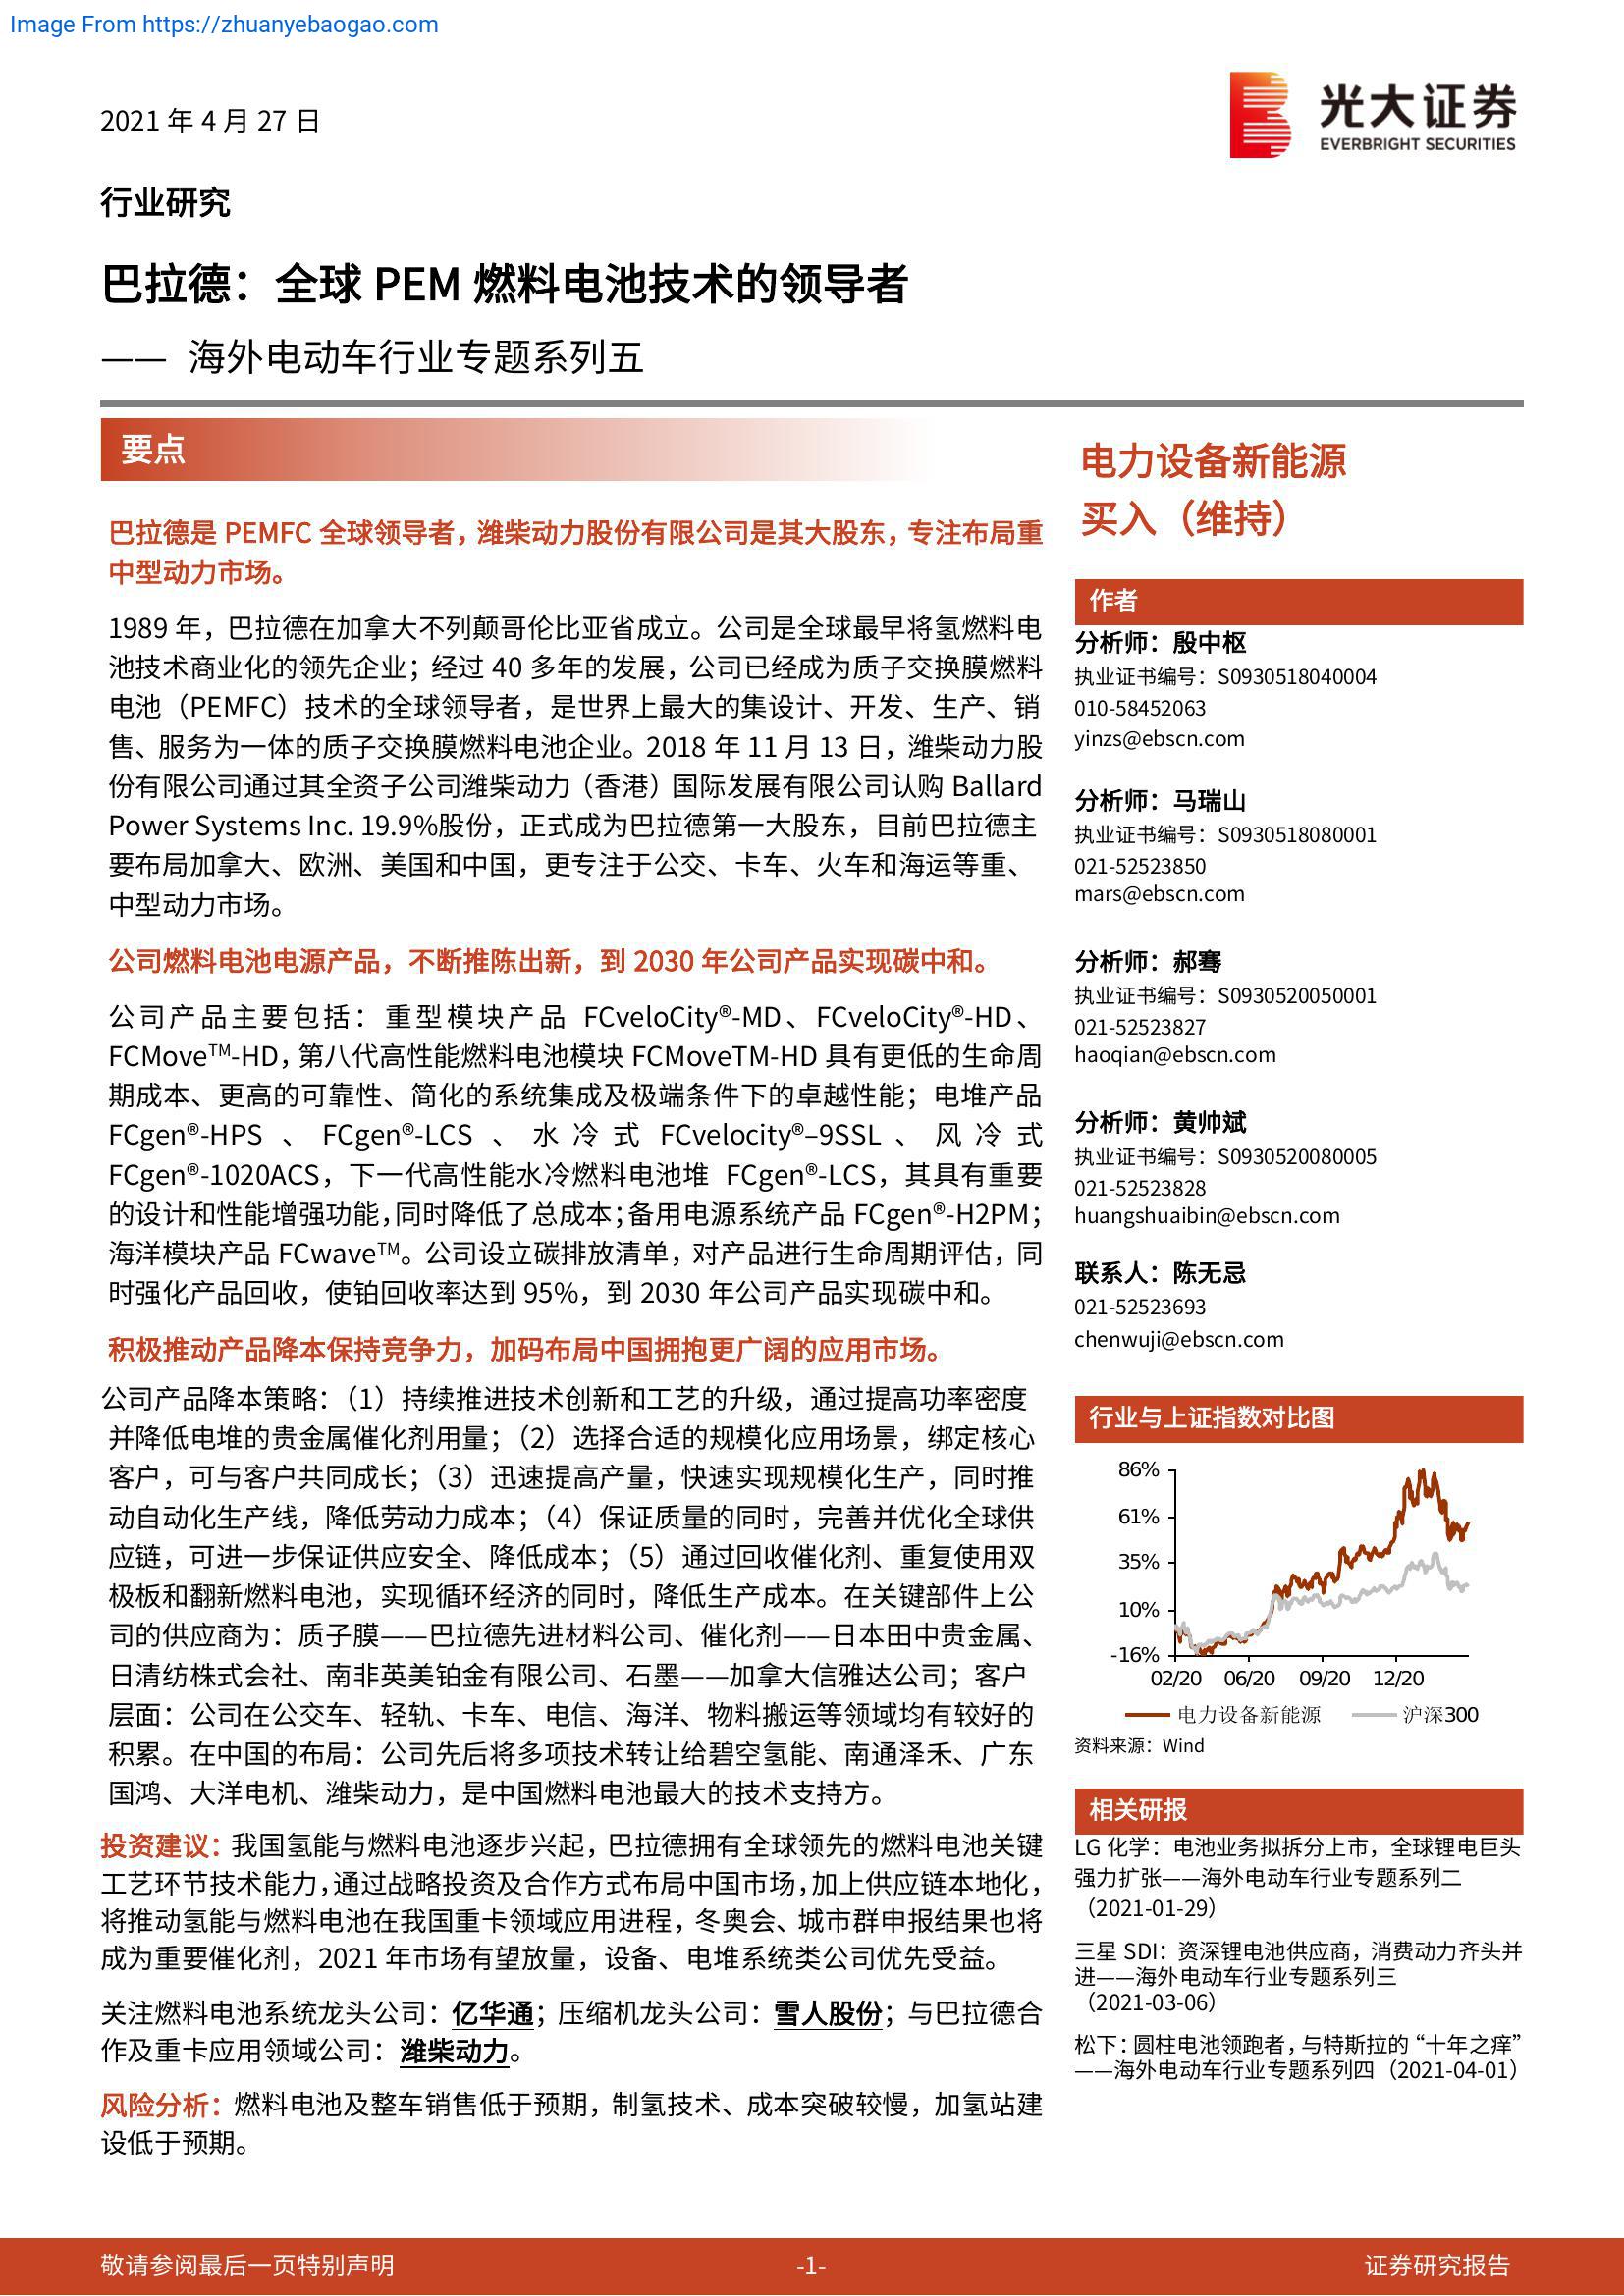 Image From https://zhuanyebaogao.com
2021 年 4 月 27 日
光大证券
EVERBRIGHT SECURITIES
行业研究
巴拉德：全球 PEM 燃料电池技术的领导者
—— 海外电动车行业专题系列五
要点
巴拉德是 PEMFC 全球领导者，潍柴动力股份有限公司是其大股东，专注布局重
中型动力市场。
1989 年，巴拉德在加拿大不列颠哥伦比亚省成立。公司是全球最早将氢燃料电
池技术商业化的领先企业；经过 40 多年的发展，公司已经成为质子交换膜燃料
电池（PEMFC）技术的全球领导者，是世界上最大的集设计、开发、生产、销
售、服务为一体的质子交换膜燃料电池企业。2018 年 11 月 13 日，潍柴动力股
份有限公司通过其全资子公司潍柴动力（香港）国际发展有限公司认购 Ballard
Power Systems Inc. 19.9%股份，正式成为巴拉德第一大股东，目前巴拉德主
要布局加拿大、欧洲、美国和中国，更专注于公交、卡车、火车和海运等重、
中型动力市场。
公司燃料电池电源产品，不断推陈出新，到 2030 年公司产品实现碳中和。
公司产品主要包括：重型模块产品 FCveloCity®-MD、FCveloCity®-HD、
FCMove™-HD，第八代高性能燃料电池模块 FCMoveTM-HD 具有更低的生命周
期成本、更高的可靠性、简化的系统集成及极端条件下的卓越性能；电堆产品
FCgen®-HPS 、 FCgen®-LCS 、水冷式 FCvelocity®–9SSL 、风冷式
FCgen®-1020ACS，下一代高性能水冷燃料电池堆 FCgen®-LCS，其具有重要
的设计和性能增强功能，同时降低了总成本；备用电源系统产品 FCgen®-H2PM；
海洋模块产品 FCwave™。公司设立碳排放清单，对产品进行生命周期评估，同
时强化产品回收，使铂回收率达到 95%，到 2030 年公司产品实现碳中和。
积极推动产品降本保持竞争力，加码布局中国拥抱更广阔的应用市场。
公司产品降本策略：（1）持续推进技术创新和工艺的升级，通过提高功率密度
并降低电堆的贵金属催化剂用量；（2）选择合适的规模化应用场景，绑定核心
客户，可与客户共同成长；（3）迅速提高产量，快速实现规模化生产，同时推
动自动化生产线，降低劳动力成本；（4）保证质量的同时，完善并优化全球供
应链，可进一步保证供应安全、降低成本；（5）通过回收催化剂、重复使用双
极板和翻新燃料电池，实现循环经济的同时，降低生产成本。在关键部件上公
司的供应商为：质子膜——巴拉德先进材料公司、催化剂——日本田中贵金属、
日清纺株式会社、南非英美铂金有限公司、石墨——加拿大信雅达公司；客户
层面：公司在公交车、轻轨、卡车、电信、海洋、物料搬运等领域均有较好的
积累。在中国的布局：公司先后将多项技术转让给碧空氢能、南通泽禾、广东
国鸿、大洋电机、潍柴动力，是中国燃料电池最大的技术支持方。
投资建议：我国氢能与燃料电池逐步兴起，巴拉德拥有全球领先的燃料电池关键
工艺环节技术能力，通过战略投资及合作方式布局中国市场，加上供应链本地化，
将推动氢能与燃料电池在我国重卡领域应用进程，冬奥会、城市群申报结果也将
成为重要催化剂，2021 年市场有望放量，设备、电堆系统类公司优先受益。
关注燃料电池系统龙头公司：亿华通；压缩机龙头公司：雪人股份；与巴拉德合
作及重卡应用领域公司：潍柴动力。
风险分析：燃料电池及整车销售低于预期，制氢技术、成本突破较慢，加氢站建
设低于预期。
电力设备新能源
买入（维持）
作者
分析师：殷中枢
执业证书编号：S0930518040004
010-58452063
yinzs@ebscn.com
分析师：马瑞山
执业证书编号：S0930518080001
021-52523850
mars@ebscn.com
分析师：郝骞
执业证书编号：S0930520050001
021-52523827
haoqian@ebscn.com
分析师：黄帅斌
执业证书编号：S0930520080005
021-52523828
huangshuaibin@ebscn.com
联系人：陈无忌
021-52523693
chenwuji@ebscn.com
行业与上证指数对比图
86%
61%
35%
10%
-16%
02/20 06/20 09/20 12/20
电力设备新能源 沪深300
资料来源：Wind
相关研报
LG 化学：电池业务拟拆分上市，全球锂电巨头
强力扩张——海外电动车行业专题系列二
（2021-01-29）
三星 SDI：资深锂电池供应商，消费动力齐头并
进——海外电动车行业专题系列三
（2021-03-06）
松下：圆柱电池领跑者，与特斯拉的“十年之痒”
——海外电动车行业专题系列四（2021-04-01）
敬请参阅最后一页特别声明 -1- 证券研究报告